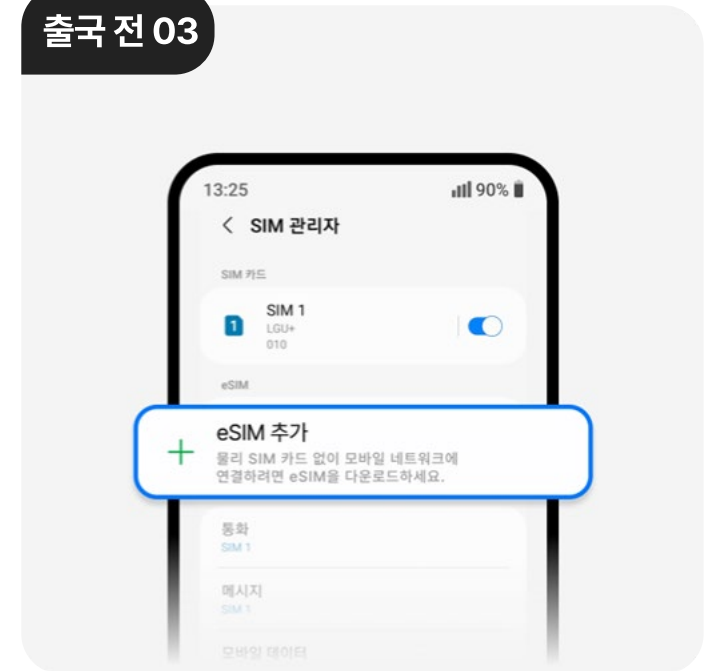 출국 전 03
13:25
90%
SIM 관리자
SIM 카드
SIM 1
1
LGU+
010
eSIM
eSIM 추가
물리 SIM 카드 없이 모바일 네트워크에
연결하려면 eSIM을 다운로드하세요.
통화
SIM 1
메시지
SIM 1
모바일 데이터